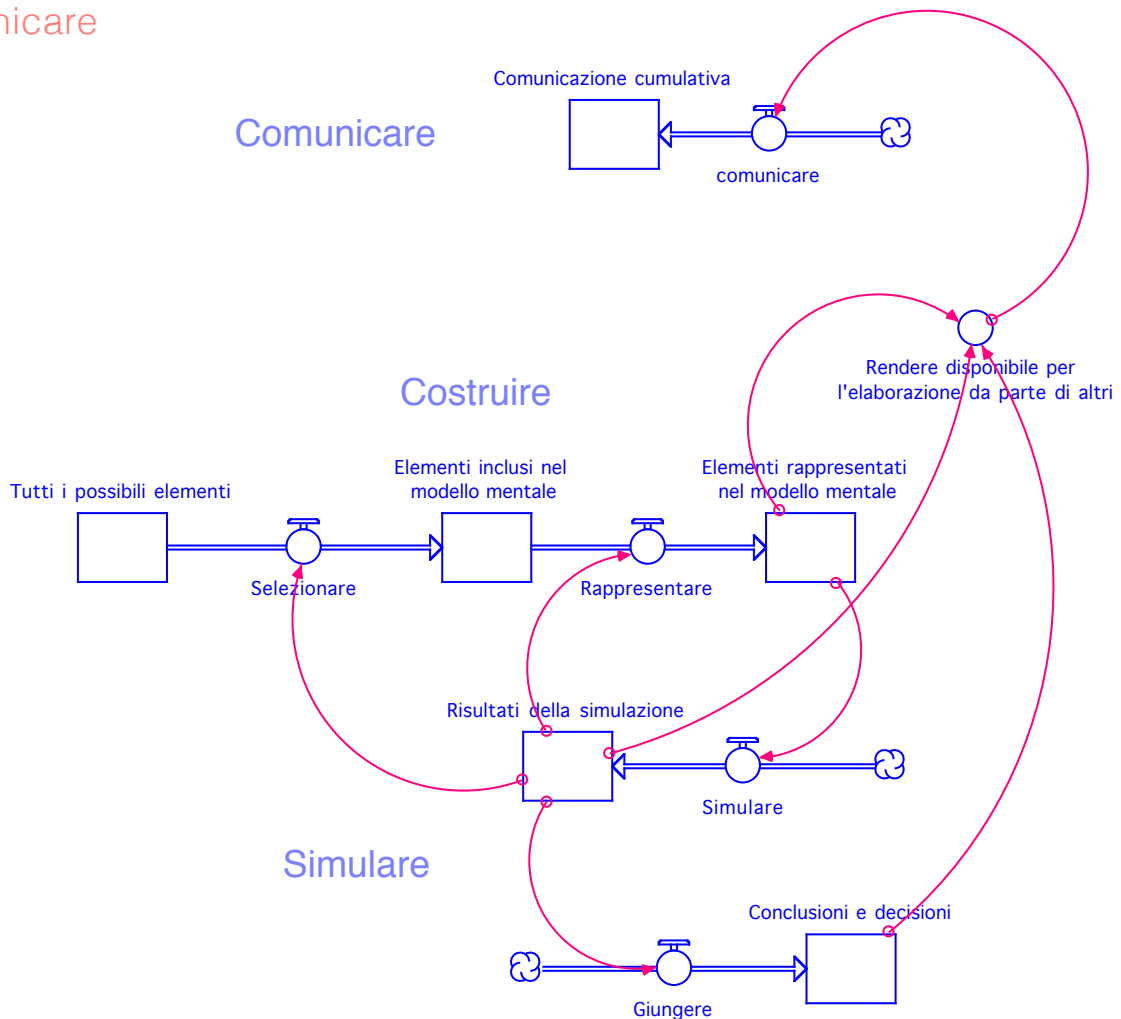 nicare
Comunicazione cumulativa
Comunicare
comunicare
Rendere disponibile per
l'elaborazione da parte di altri
Costruire
Elementi inclusi nel
modello mentale
Elementi rappresentati
nel modello mentale
Tutti i possibili elementi
Selezionare
Rappresentare
Risultati della simulazione
Simulare
Simulare
Conclusioni e decisioni
Giungere